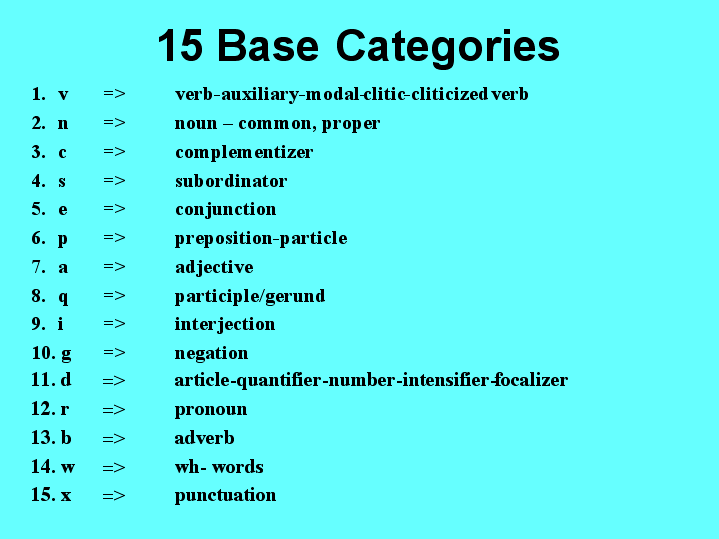 15 Base Categories
1. v => verb-auxiliary-modal-clitic-cliticized verb
2. n => noun – common, proper
3. c => complementizer
4. s => subordinator
5. e => conjunction
6. p => preposition-particle
7. a => adjective
8. q => participle/gerund
9. i => interjection
10. g => negation
11. d => article-quantifier-number-intensifier-focalizer
12. r => pronoun
13. b => adverb
14. w => wh- words
15. x => punctuation